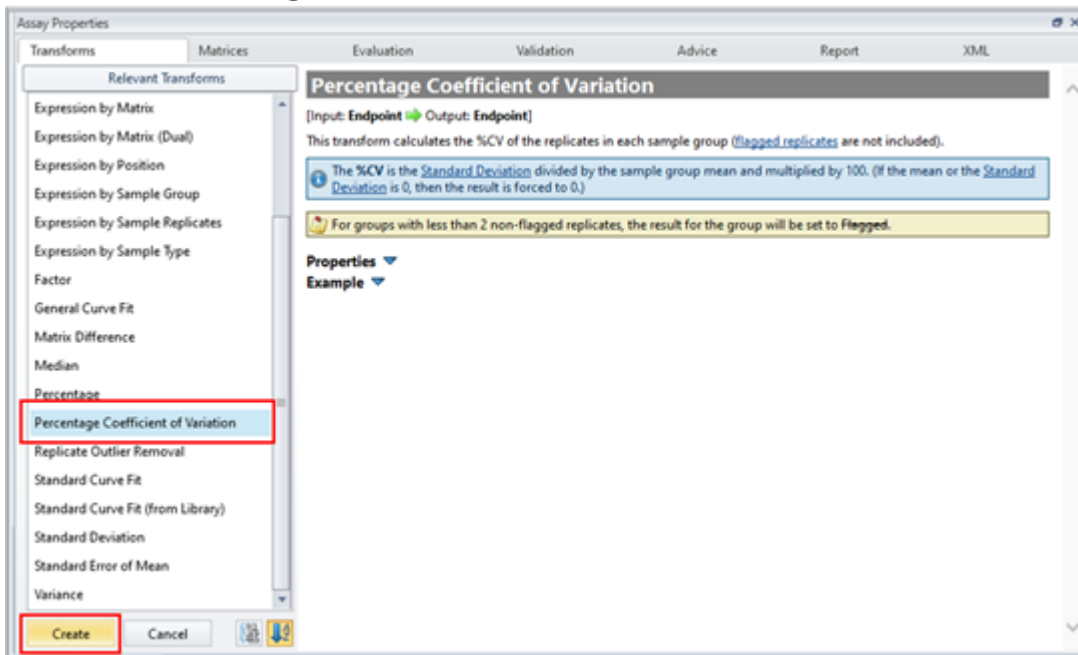 Assay Properties
Transforms Matrices Evaluation Validation Advice Report XML
Relevant Transforms
Expression by Matrix
Expression by Matrix (Dual)
Expression by Position
Expression by Sample Group
Expression by Sample Replicates
Expression by Sample Type
Factor
General Curve Fit
Matrix Difference
Median
Percentage
Percentage Coefficient of Variation
Replicate Outlier Removal
Standard Curve Fit
Standard Curve Fit (from Library)
Standard Deviation
Standard Error of Mean
Variance
Create Cancel
Percentage Coefficient of Variation
[Input: Endpoint Output: Endpoint]
This transform calculates the %CV of the replicates in each sample group (flagged replicates are not included).
The %CV is the Standard Deviation divided by the sample group mean and multiplied by 100. (If the mean or the Standard
Deviation is 0, then the result is forced to 0.)
For groups with less than 2 non-flagged replicates, the result for the group will be set to Flagged.
Properties
Example